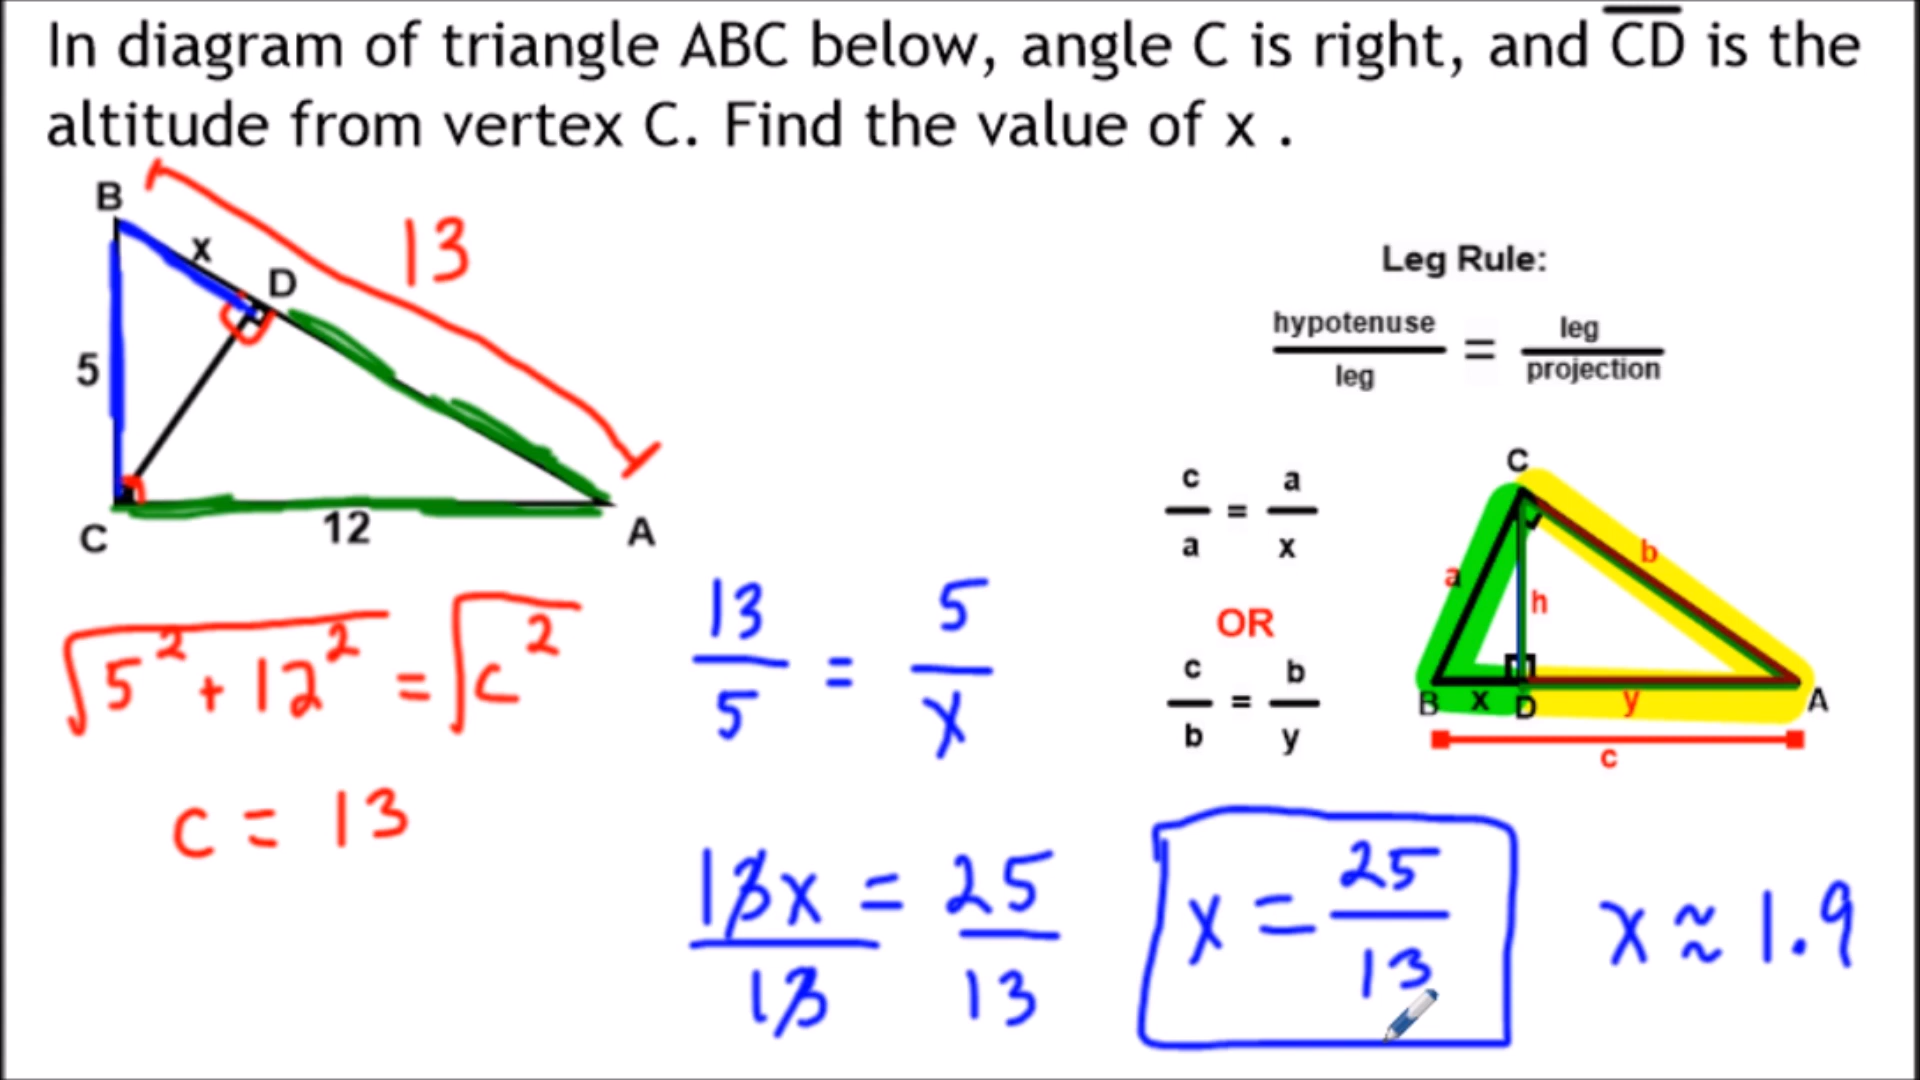 In diagram of triangle ABC below, angle C is right, and C̅D̅ is the
altitude from vertex C. Find the value of x .
B
x
D
13
5
C
12
A
√5² + 12² = √c²
c = 13
13/5 = 5/x
13x/13 = 25/13
Leg Rule:
hypotenuse/leg = leg/projection
c/a = a/x
OR
c/b = b/y
C
a
b
h
B x D y A
c
x = 25/13
x ≈ 1.9